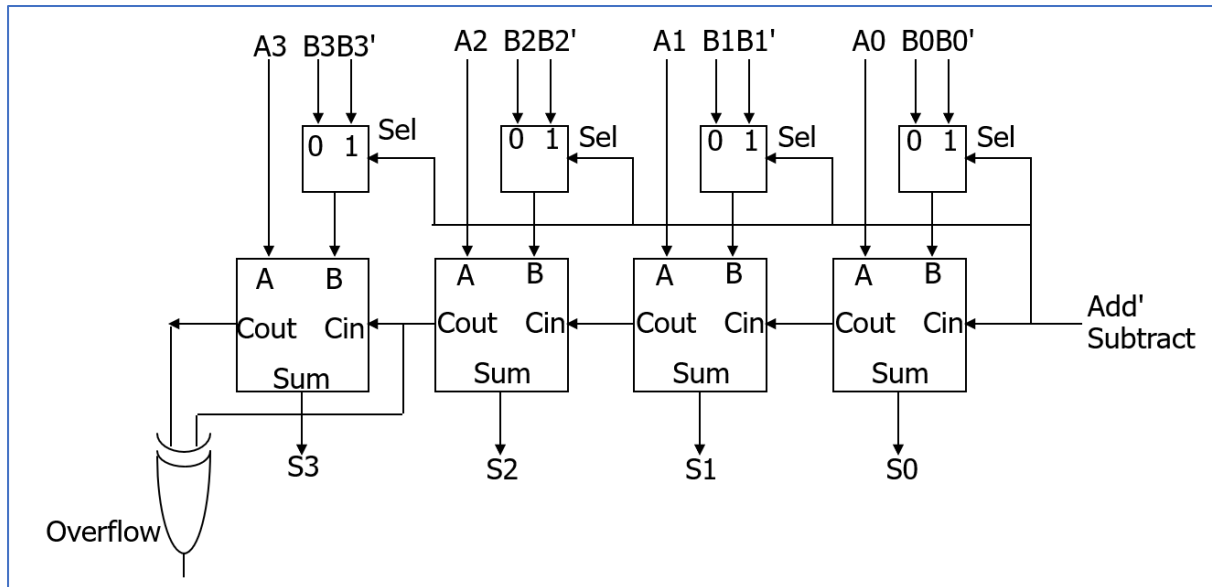 A3 B3B3' A2 B2B2' A1 B1B1' A0 B0B0'
Sel Sel Sel Sel
0 1 0 1 0 1 0 1
A B A B A B A B
Cout Cin Cout Cin Cout Cin Cout Cin
Add'
Subtract
Sum Sum Sum Sum
S3 S2 S1 S0
Overflow